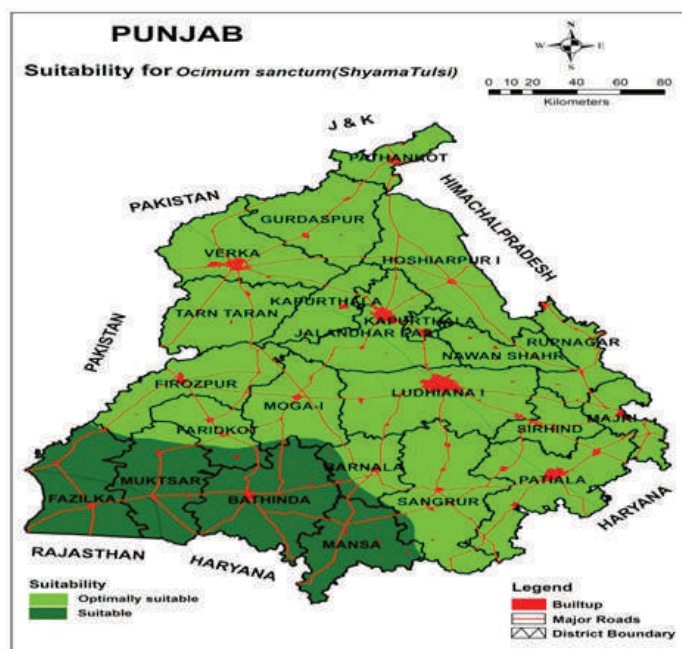 PUNJAB
Suitability for Ocimum sanctum(ShyamaTulsi)
N
W E
S
0 10 20 40 60 80
Kilometers
J & K
PATHANKOT
PAKISTAN
HIMACHALPRADESH
GURDASPUR
VERKA
HOSHIARPUR I
KAPURTHALA
TARN TARAN
KAPURTHALA
JALANDHAR PART
RUPNAGAR
NAWAN SHAHR
PAKISTAN
FIROZPUR
MOGA-I
LUDHIANA I
MAJRI
FARIDKOT
SIRHIND
BARNALA
PATIALA
MUKTSAR
FAZILKA
BATHINDA
SANGRUR
HARYANA
MANSA
RAJASTHAN
HARYANA
Suitability
Optimally suitable
Suitable
Legend
Builtup
Major Roads
District Boundary